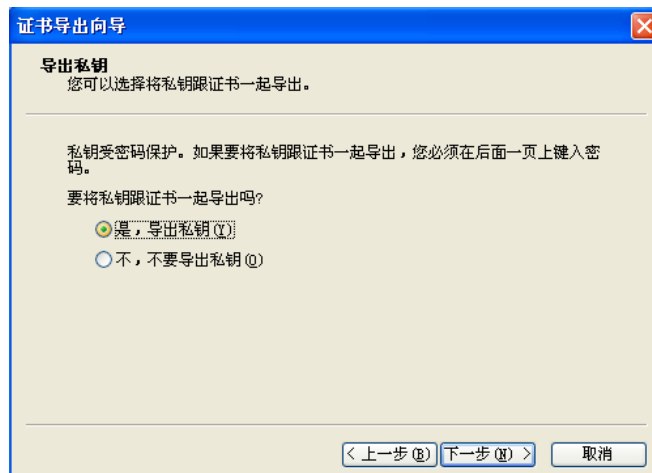 证书导出向导
导出私钥
您可以选择将私钥跟证书一起导出。
私钥受密码保护。如果要将私钥跟证书一起导出，您必须在后面一页上键入密
码。
要将私钥跟证书一起导出吗?
是，导出私钥(Y)
不，不要导出私钥(O)
< 上一步(B)  下一步(N) >  取消